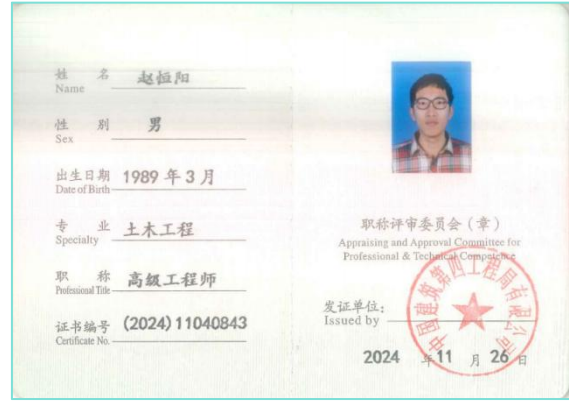 姓 名 赵恒阳
Name
性 别 男
Sex
出生日期 1989 年 3 月
Date of Birth
专 业 土木工程
Specialty
职 称 高级工程师
Professional Title
证书编号 (2024) 11040843
Certificate No.
职称评审委员会（章）
Appraising and Approval Committee for
Professional & Technical Competence
中国建筑第四工程局有限公司
发证单位：
Issued by
2024 年 11 月 26 日